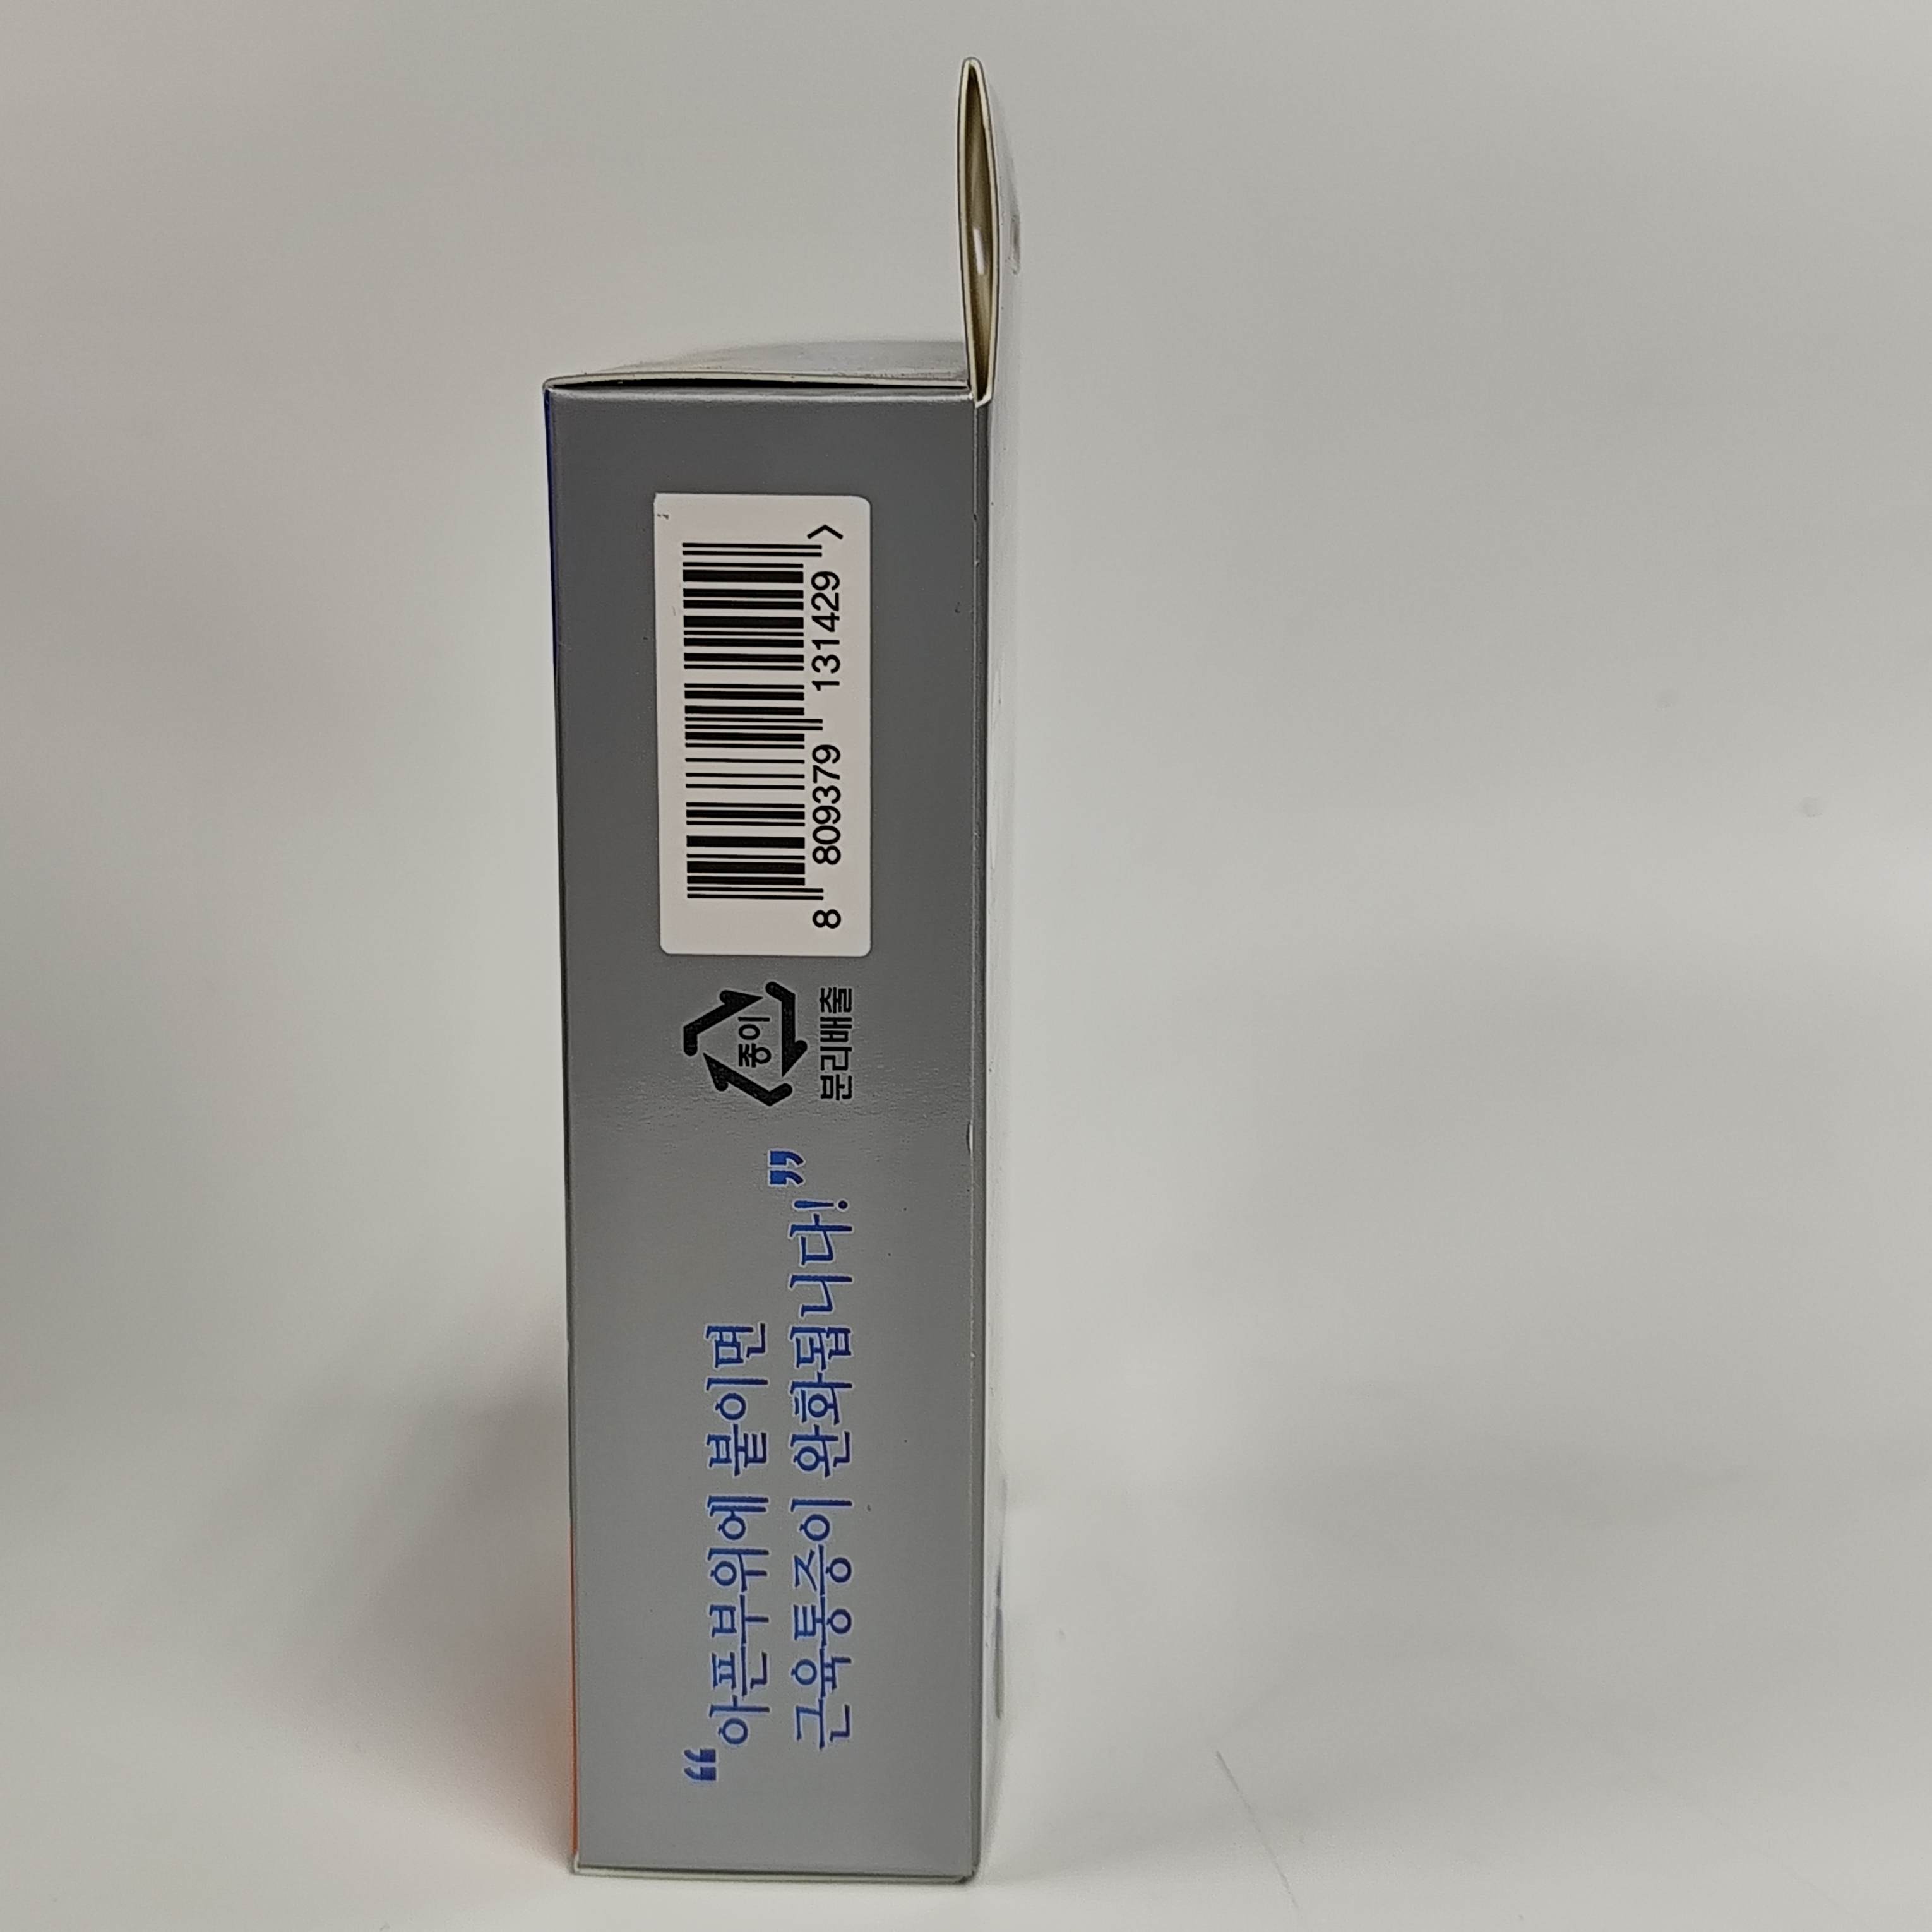 "아픈부위에 붙이면
근육통증이 완화됩니다!"
종이
분리배출
8 809379 131429 >